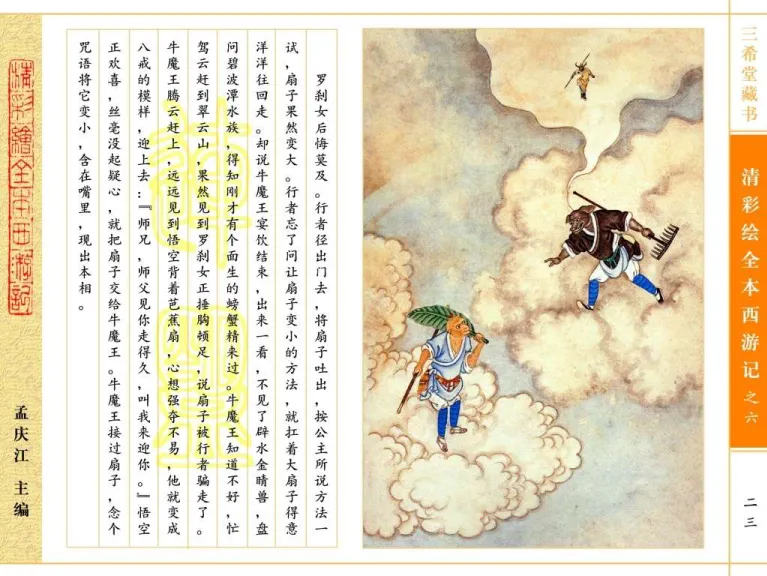 三希堂藏书
清彩绘全本西游记之六
二三
罗刹女后悔莫及。行者径出门去，将扇子吐出，按公主所说方法一
试，扇子果然变大。行者忘了问让扇子变小的方法，就扛着大扇子得意
洋洋往回走。却说牛魔王宴饮结束，出来一看，不见了辟水金睛兽，盘
问碧波潭水族，得知刚才有个面生的螃蟹精来过。牛魔王知道不好，忙
驾云赶到翠云山，果然见到罗刹女正捶胸顿足，说扇子被行者骗走了。
牛魔王腾云赶上，远远见到悟空背着芭蕉扇，心想强夺不易，他就变成
八戒的模样，迎上去：『师兄，师父见你走得久，叫我来迎你。』悟空
正欢喜，丝毫没起疑心，就把扇子交给牛魔王。牛魔王接过扇子，念个
咒语将它变小，含在嘴里，现出本相。
清彩繪全本西游記
孟庆江 主编